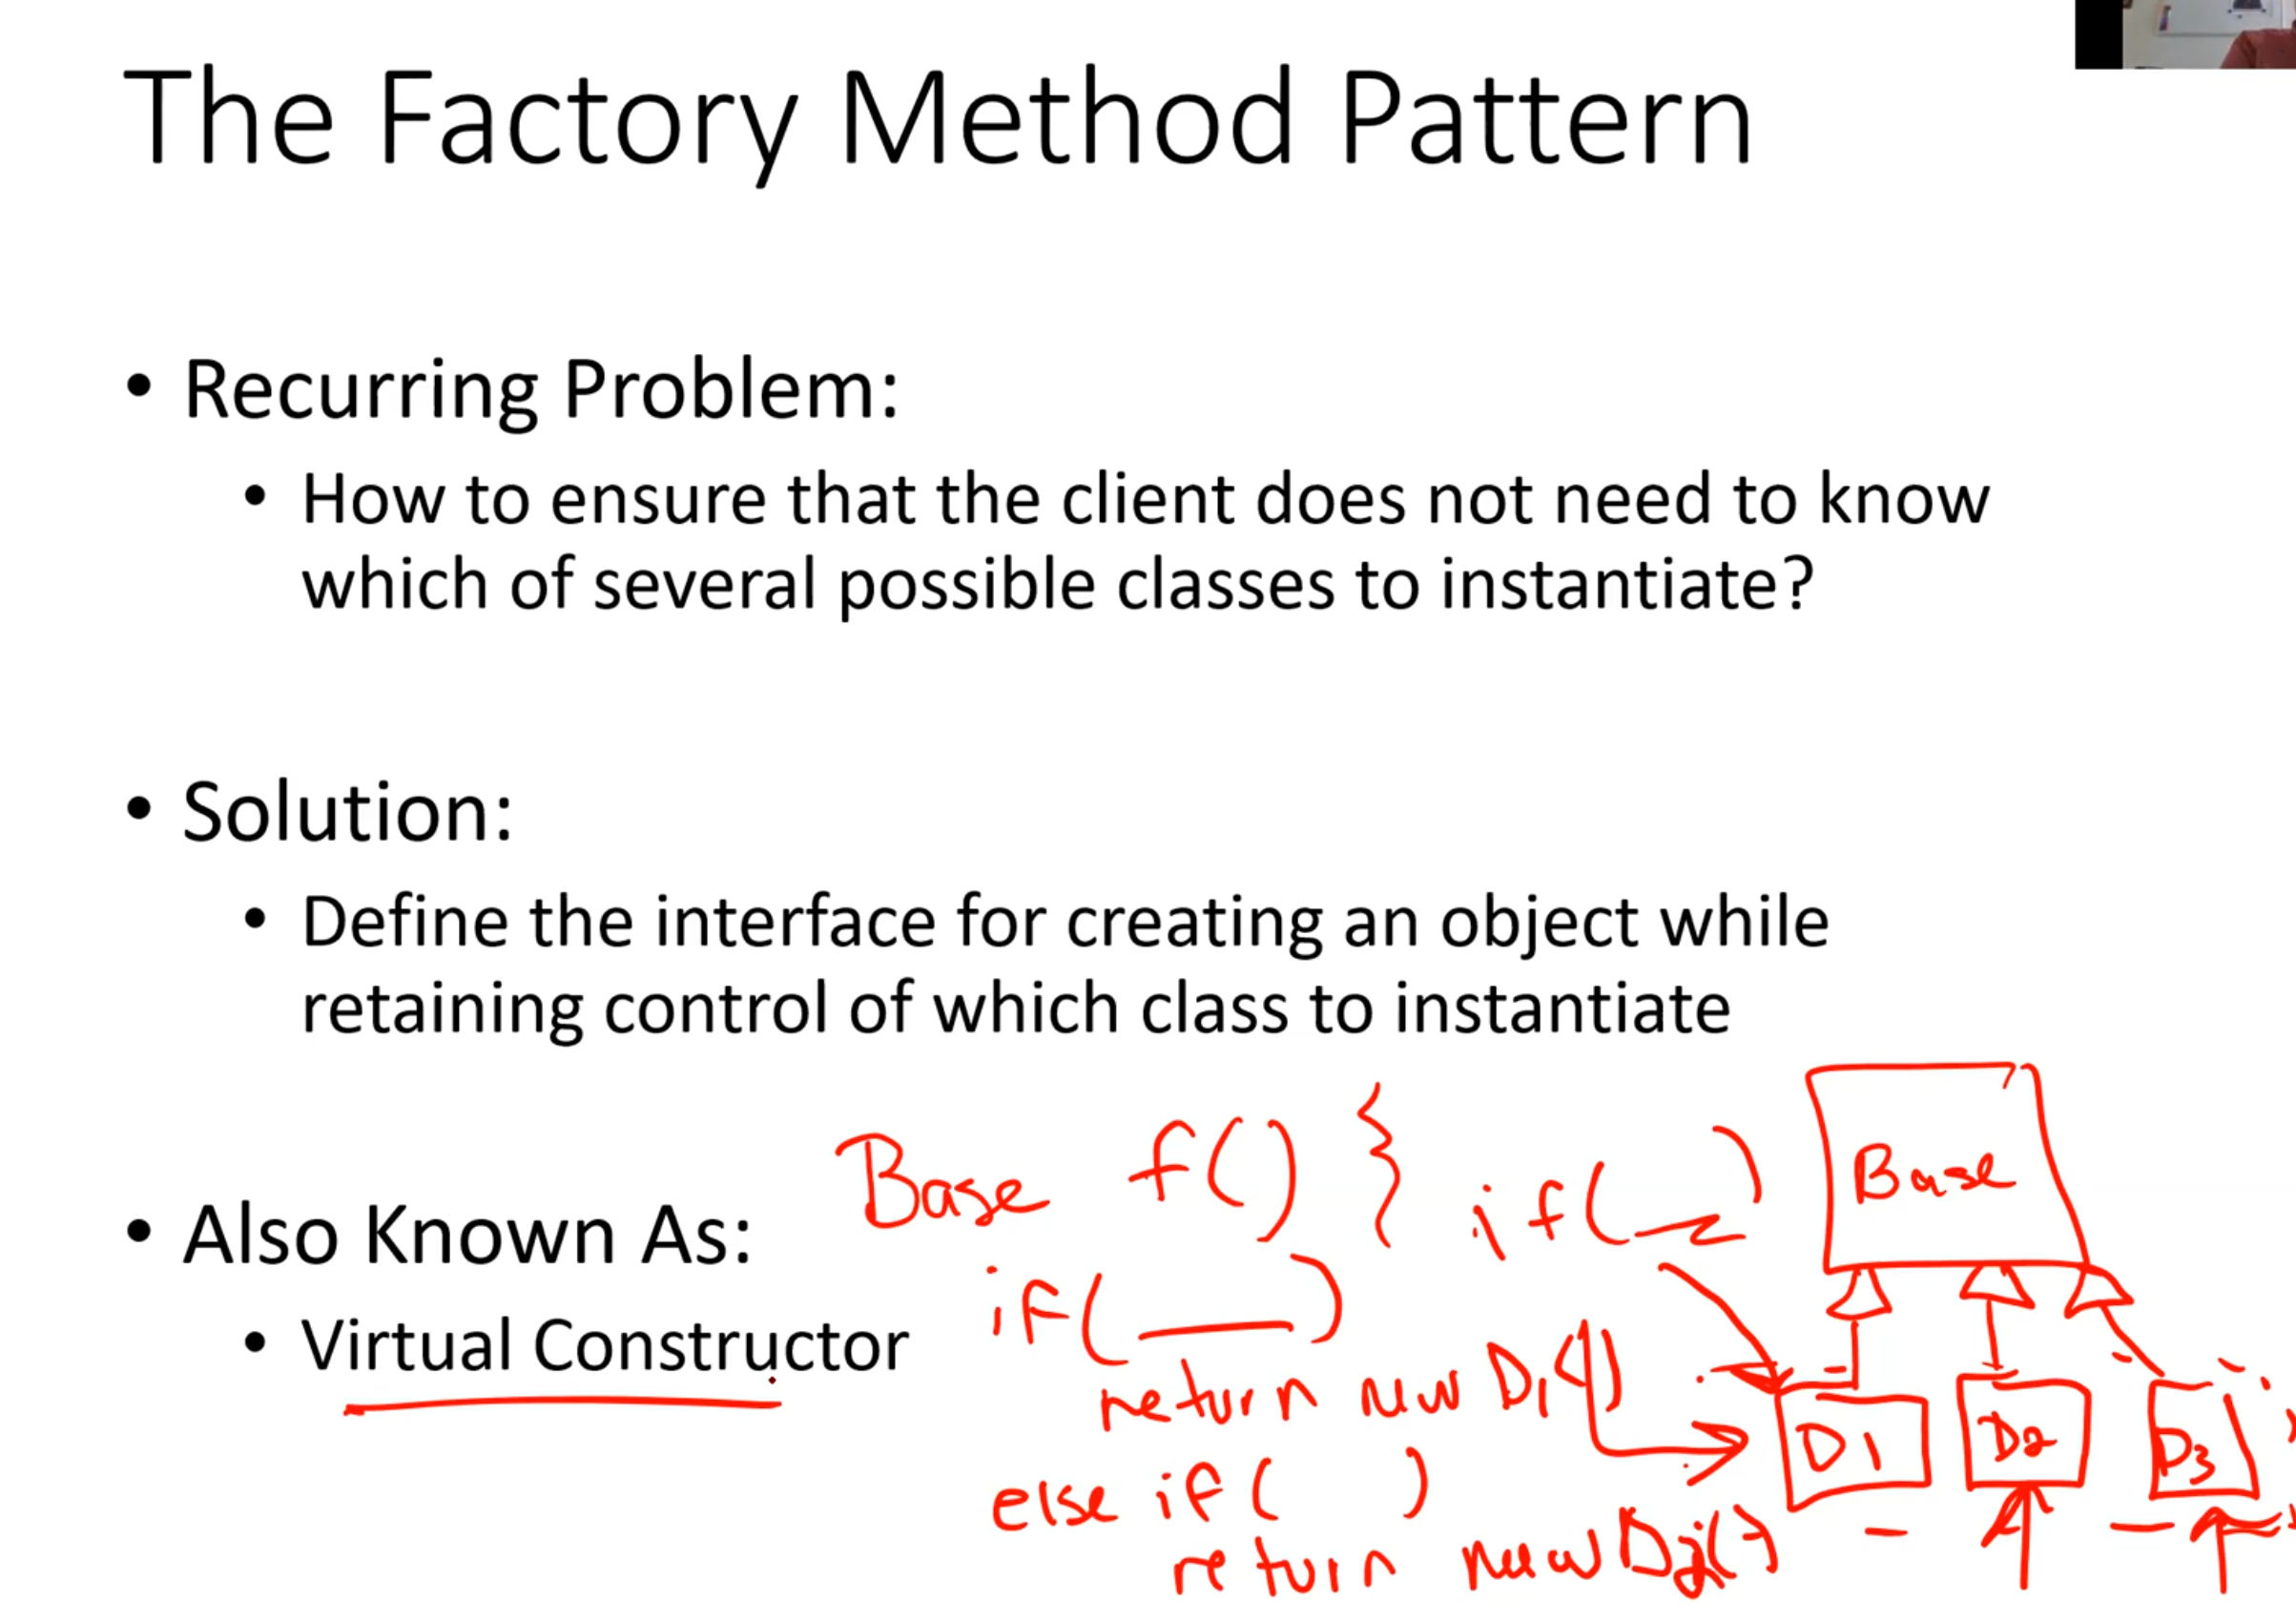 The Factory Method Pattern
• Recurring Problem:
• How to ensure that the client does not need to know
which of several possible classes to instantiate?
• Solution:
• Define the interface for creating an object while
retaining control of which class to instantiate
• Also Known As:
• Virtual Constructor
Base f() {
if(__)
if(____)
return new D1()
else if( )
return new D2()
Base
D1
D2
D3